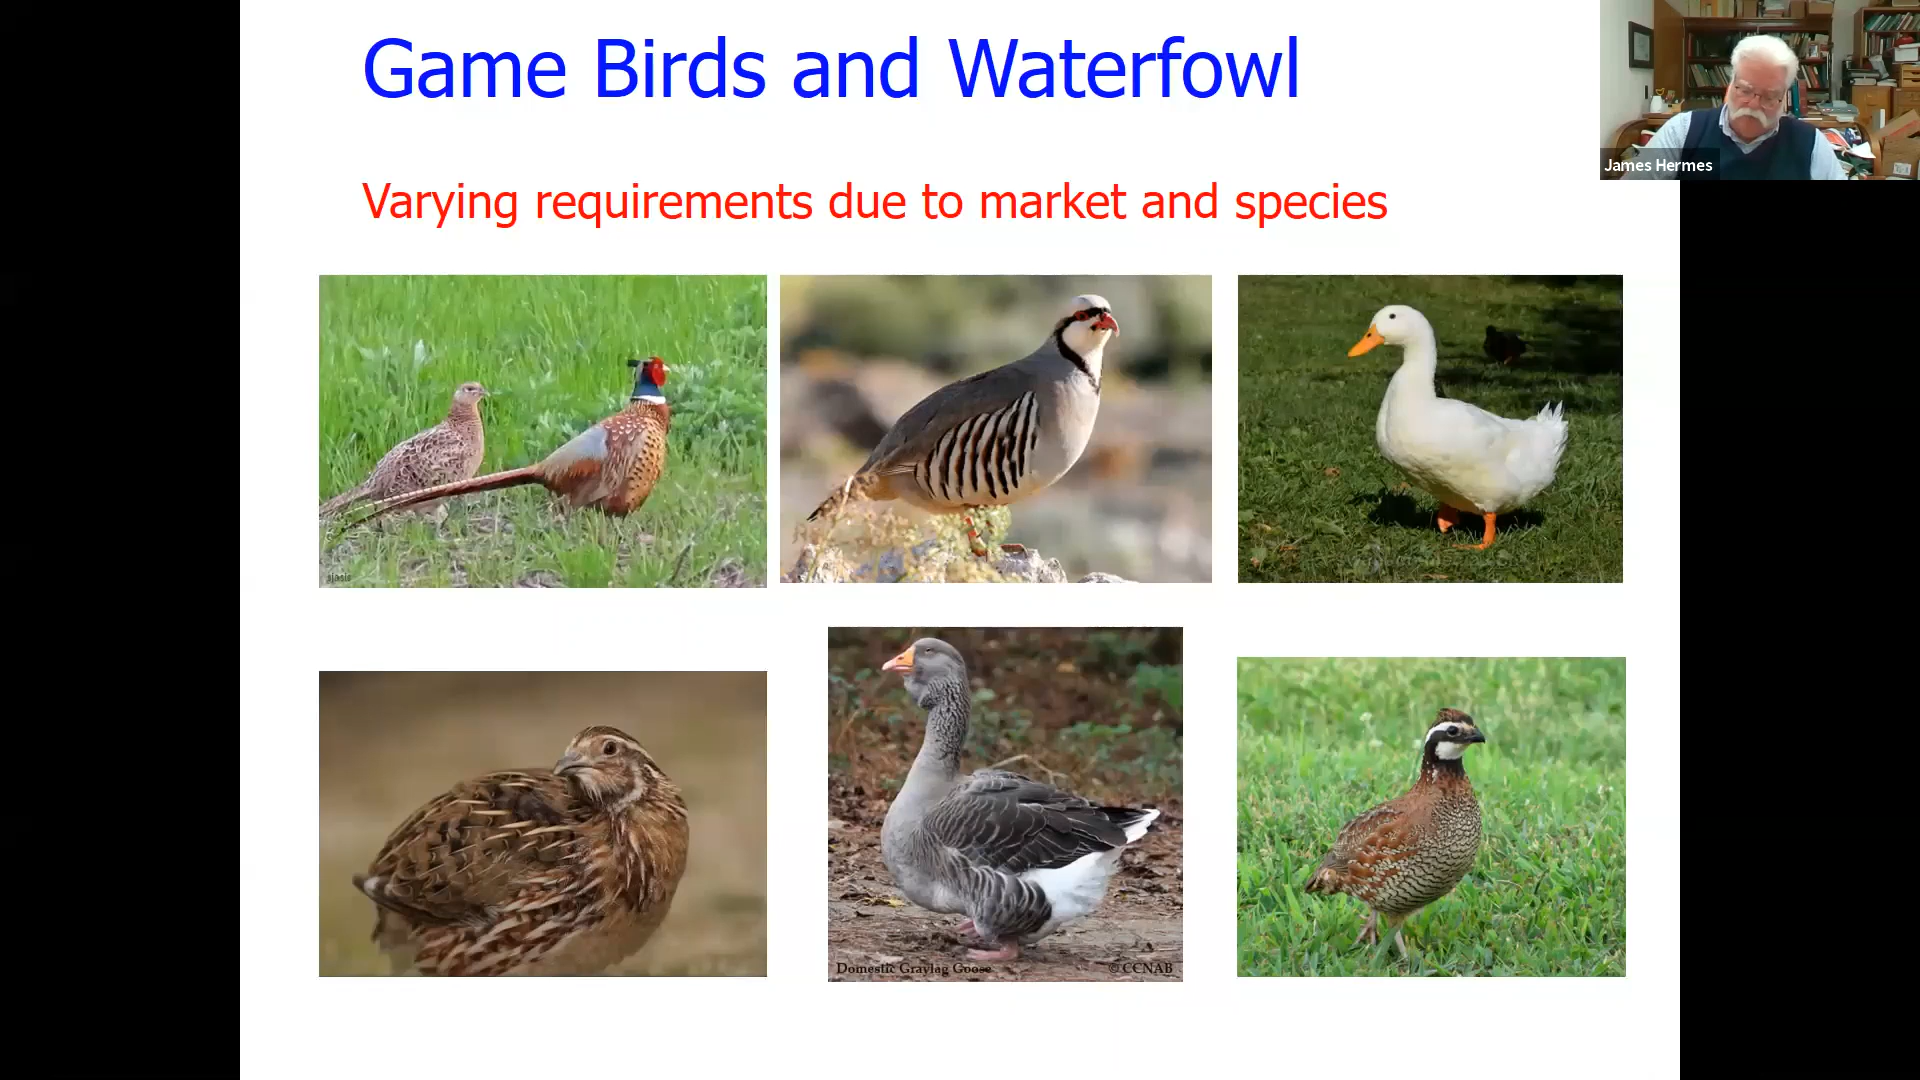 Game Birds and Waterfowl
James Hermes
Varying requirements due to market and species
Domestic Graylag Goose
© CCNAB